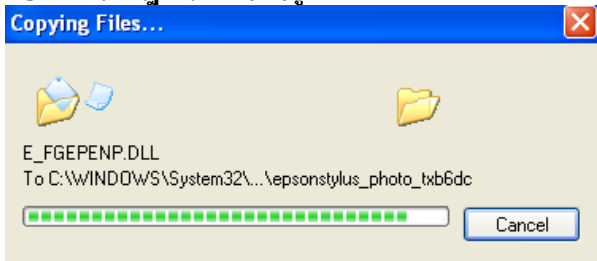 Copying Files...
E_FGEPENP.DLL
To C:\WINDOWS\System32\...\epsonstylus_photo_txb6dc
Cancel